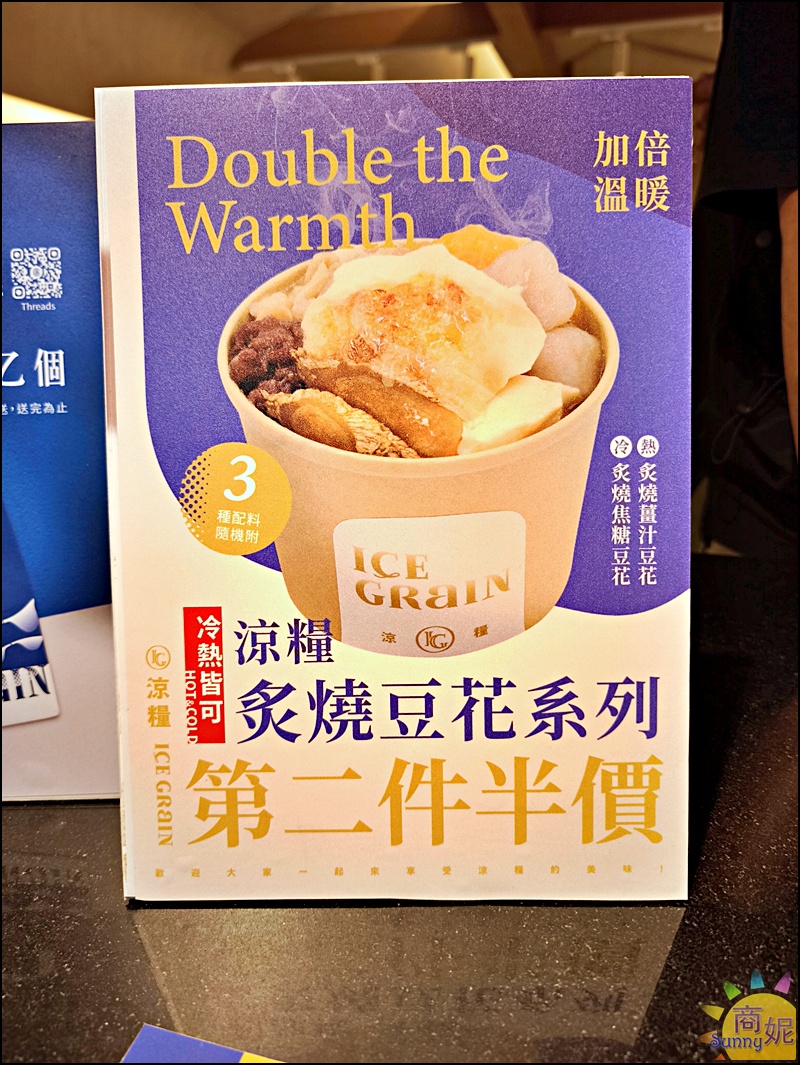 Double the
Warmth
加倍
溫暖
Threads
乙個
送,送完為止
3
種配料
隨機附
熱 炙燒薑汁豆花
冷 炙燒焦糖豆花
ICE
GRaIN
涼 IG 糧
冷熱皆可
HOT&COLD
涼糧
炙燒豆花系列
第二件半價
IG 涼糧 ICE GRaIN
歡迎大家一起來享受涼糧的美味!
GIN
商妮
Sunny